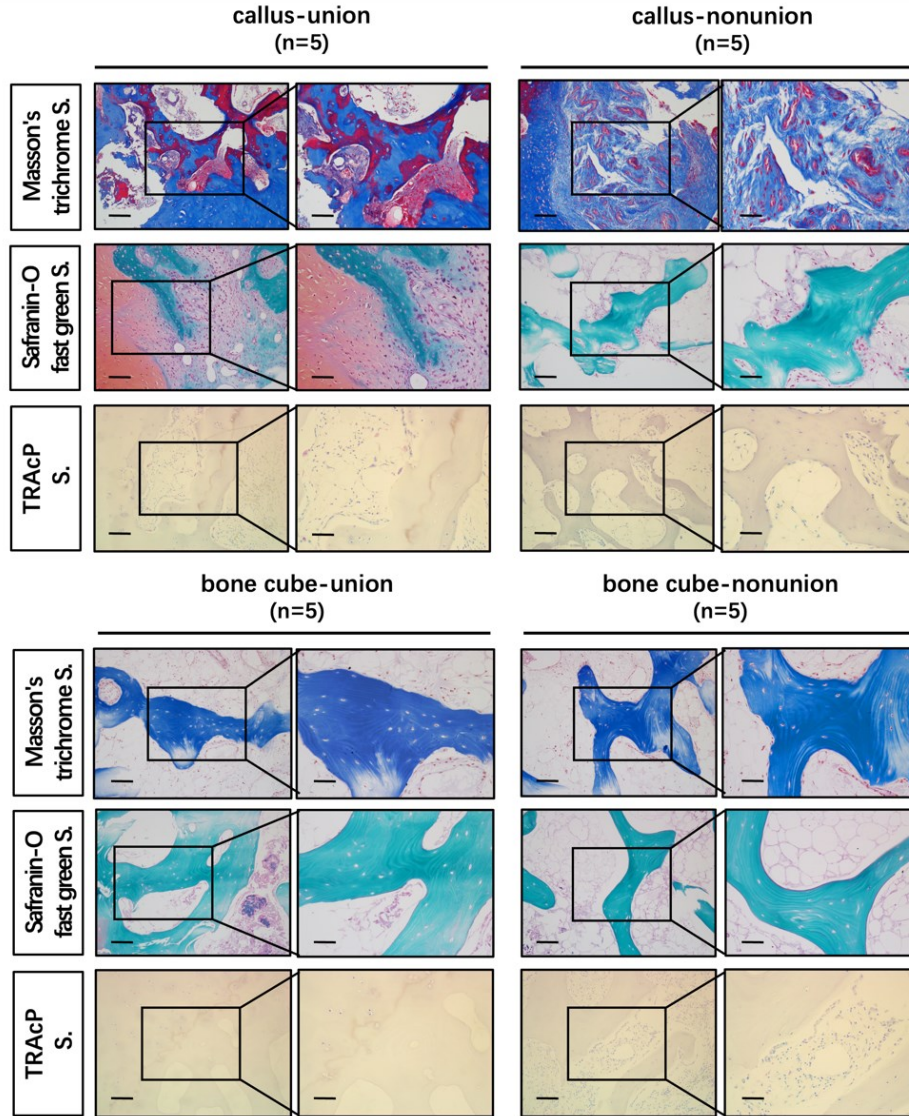 callus-union
(n=5)
callus-nonunion
(n=5)
Masson's
trichrome S.
Safranin-O
fast green S.
TRAcP
S.
bone cube-union
(n=5)
bone cube-nonunion
(n=5)
Masson's
trichrome S.
Safranin-O
fast green S.
TRAcP
S.